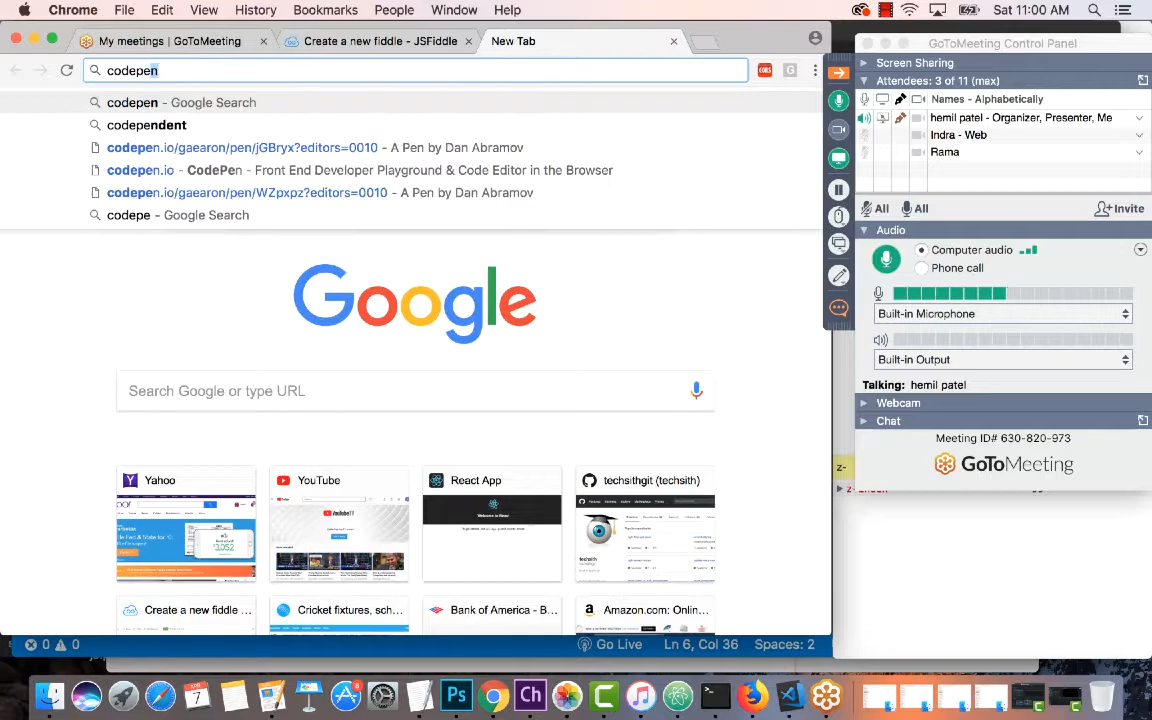 Chrome File Edit View History Bookmarks People Window Help
Sat 11:00 AM
My meetings | GoToMeeting
Create a new fiddle - JSFiddle
New Tab
codepen
codepen - Google Search
codependent
codepen.io/gaearon/pen/jGBryx?editors=0010 - A Pen by Dan Abramov
codepen.io - CodePen - Front End Developer Playground & Code Editor in the Browser
codepen.io/gaearon/pen/WZpxpz?editors=0010 - A Pen by Dan Abramov
codepe - Google Search
Google
Search Google or type URL
Yahoo
YouTube
React App
techsithgit (techsith)
Create a new fiddle ...
Cricket fixtures, sch...
Bank of America - B...
Amazon.com: Onlin...
0 0
Go Live
Ln 6, Col 36
Spaces: 2
GoToMeeting Control Panel
Screen Sharing
Attendees: 3 of 11 (max)
Names - Alphabetically
hemil patel - Organizer, Presenter, Me
Indra - Web
Rama
All
All
Invite
Audio
Computer audio
Phone call
Built-in Microphone
Built-in Output
Talking: hemil patel
Webcam
Chat
Meeting ID# 630-820-973
GoToMeeting
z-
APR
7
Ps
Ch